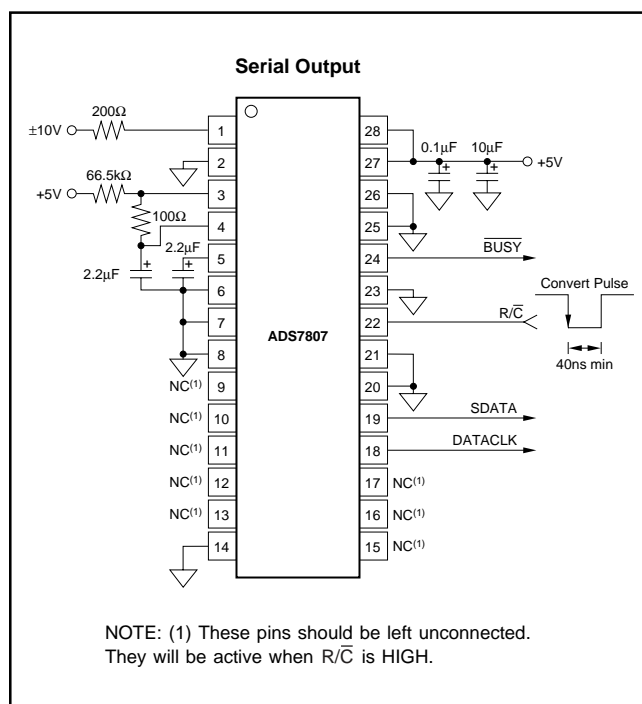 Serial Output
200Ω
±10V
66.5kΩ
+5V
100Ω
2.2µF
2.2µF
+
+
1
2
3
4
5
6
7
8
NC(1) 9
NC(1) 10
NC(1) 11
NC(1) 12
NC(1) 13
14
ADS7807
28
27
26
25
24
23
22
21
20
19
18
17 NC(1)
16 NC(1)
15 NC(1)
0.1µF 10µF
+ +
+5V
BUSY
R/C
Convert Pulse
40ns min
SDATA
DATACLK
NOTE: (1) These pins should be left unconnected.
They will be active when R/C is HIGH.